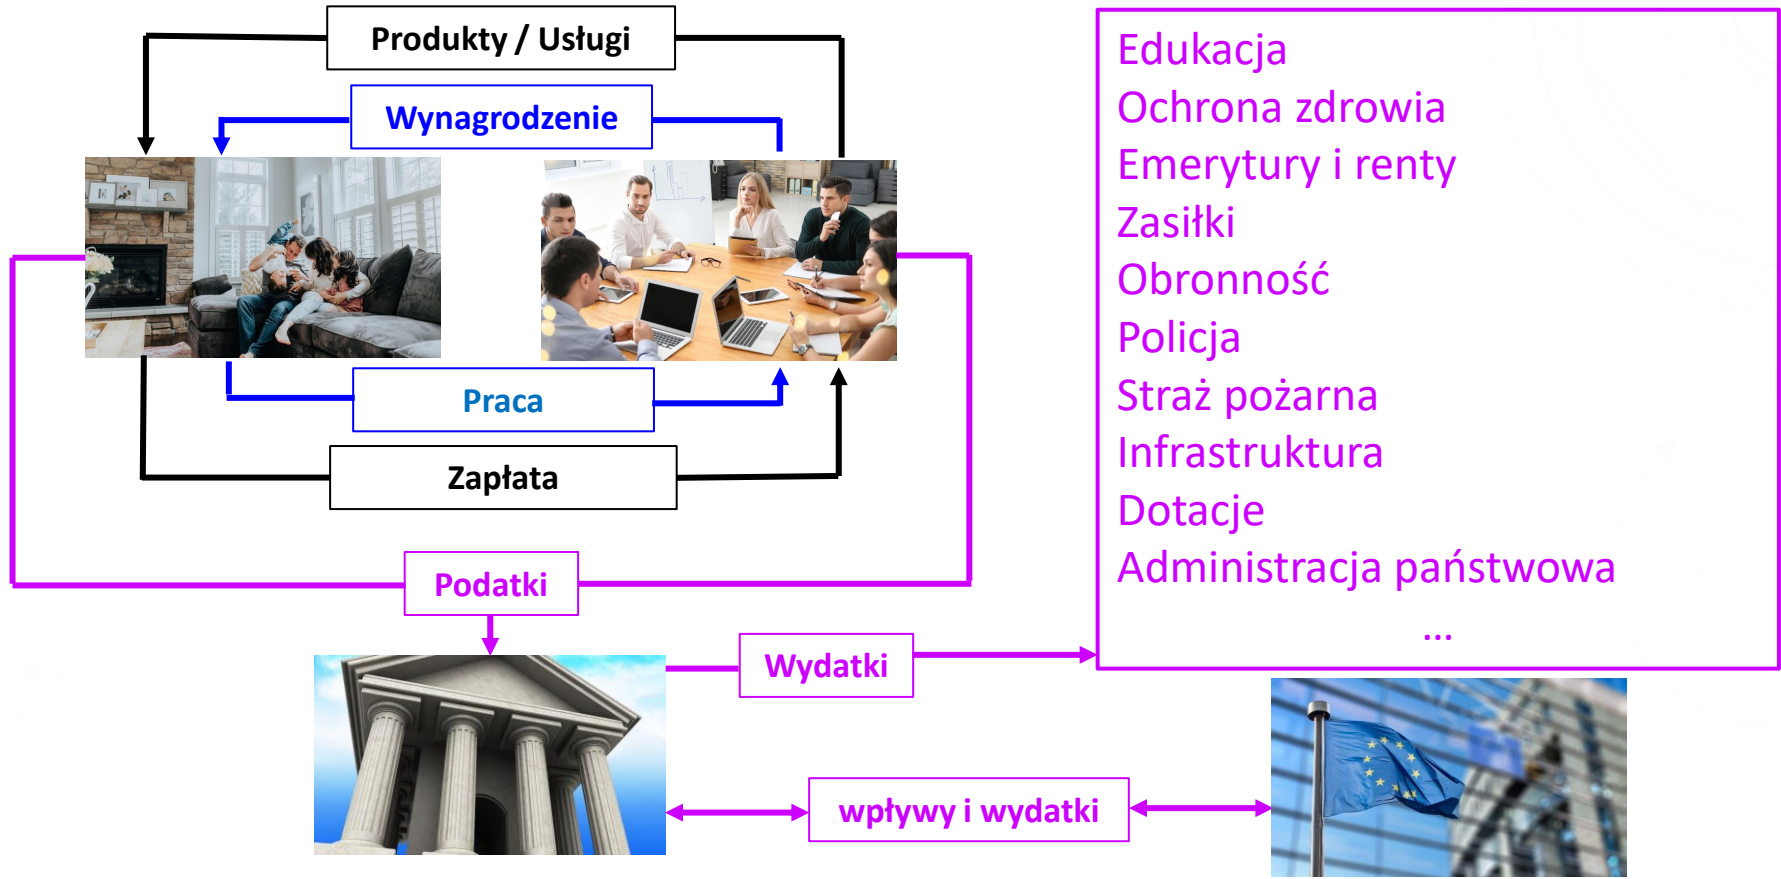 Produkty / Usługi
Wynagrodzenie
Praca
Zapłata
Podatki
Wydatki
wpływy i wydatki
Edukacja
Ochrona zdrowia
Emerytury i renty
Zasiłki
Obronność
Policja
Straż pożarna
Infrastruktura
Dotacje
Administracja państwowa
...